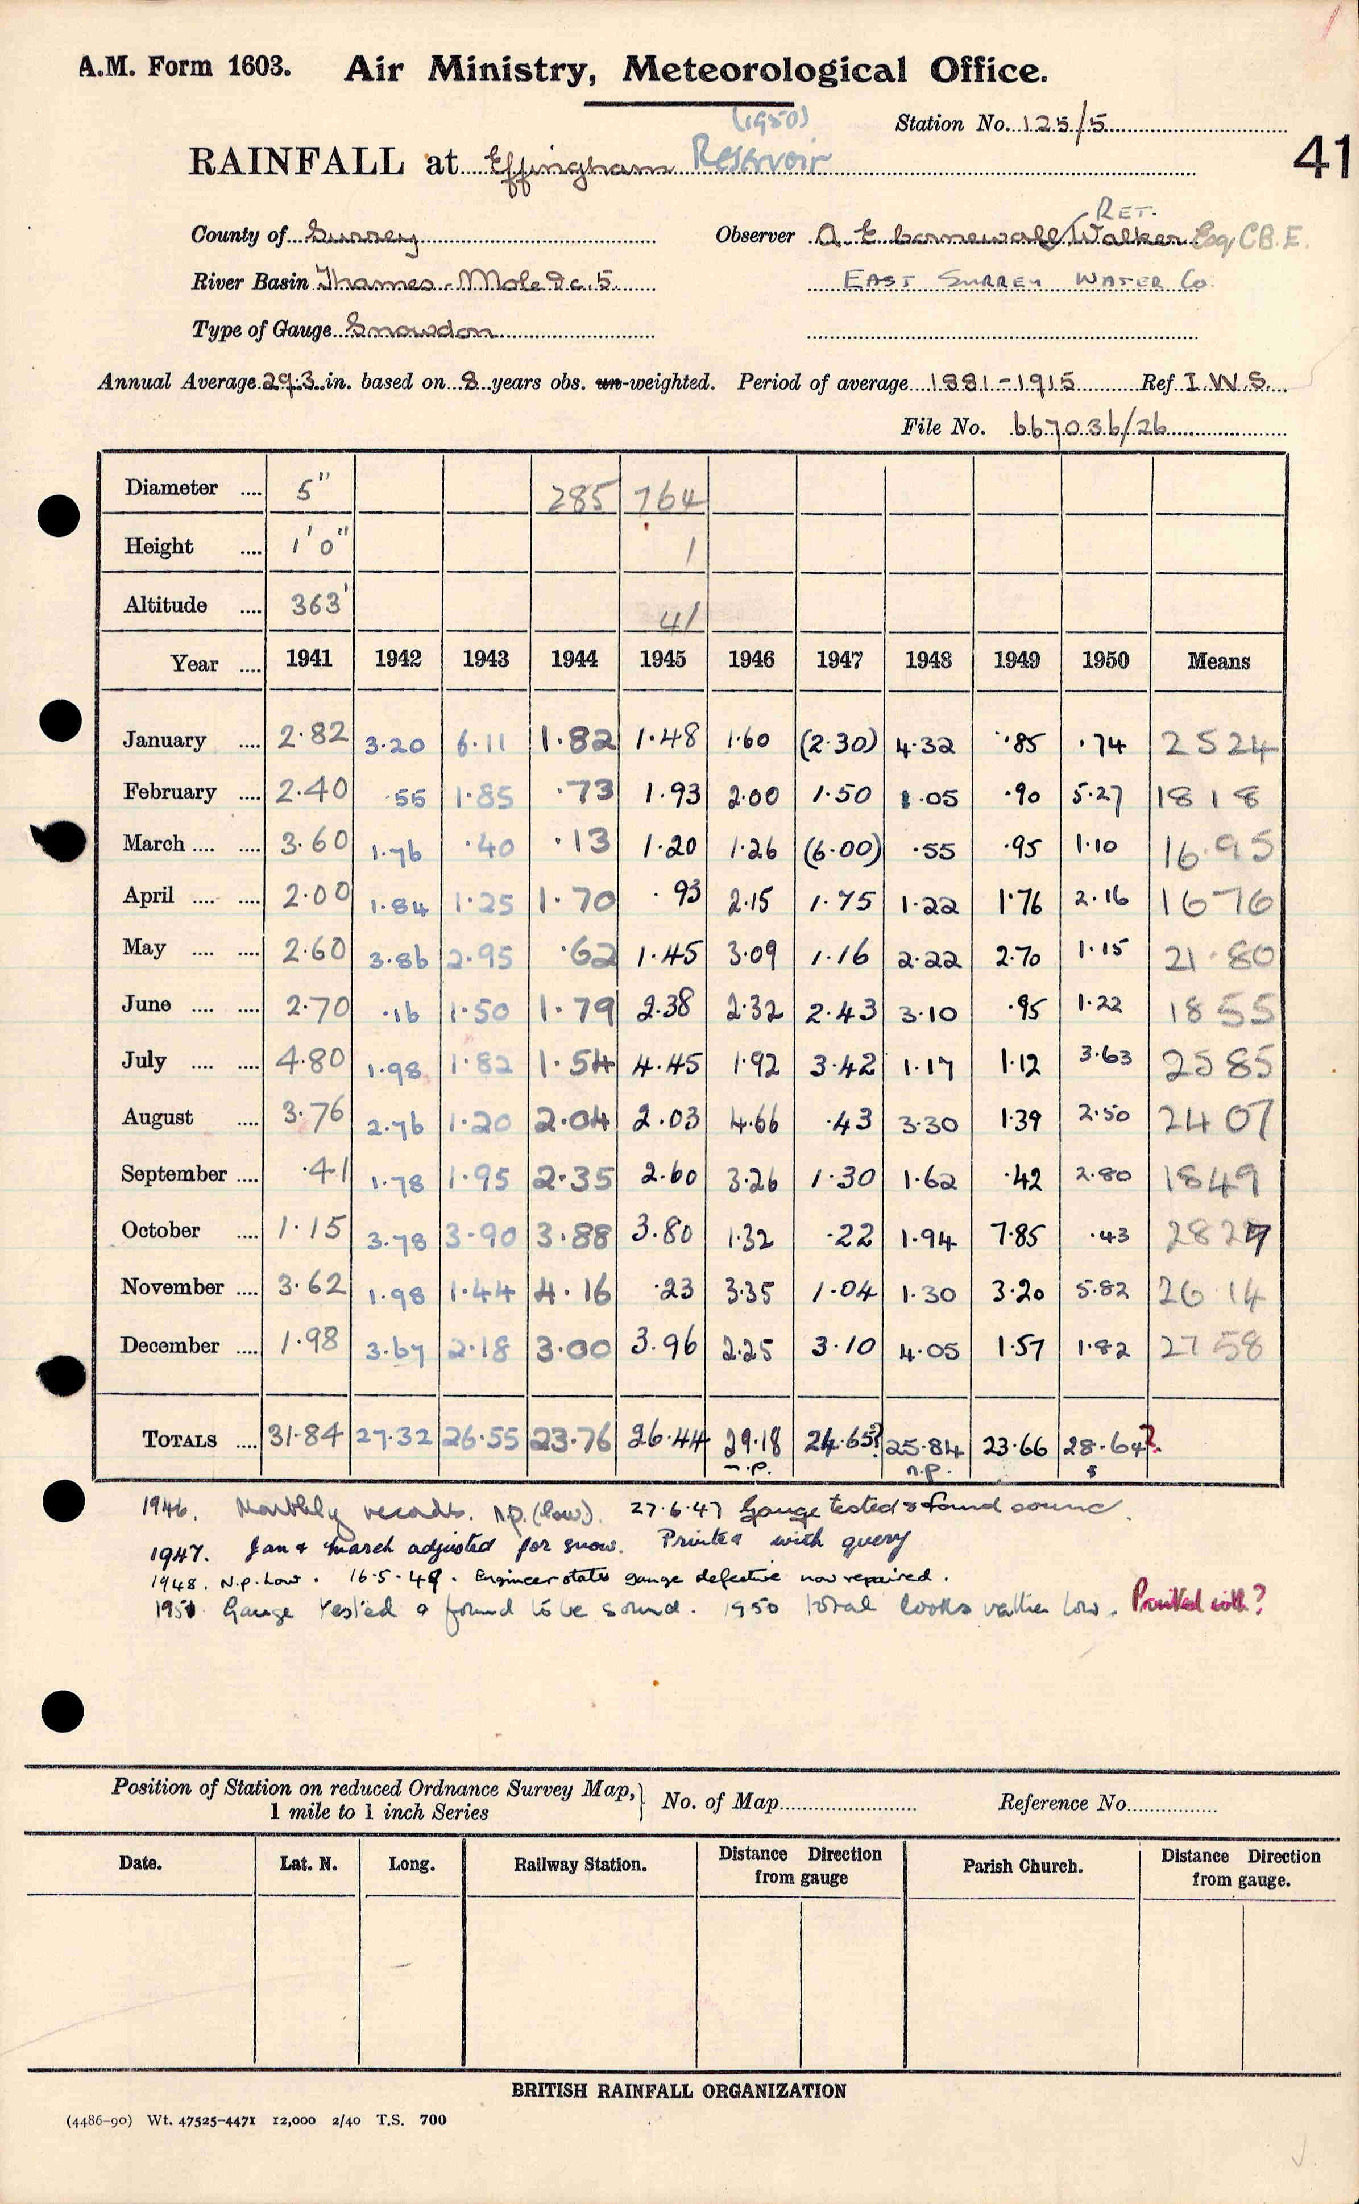 A.M. Form 1603. Air Ministry, Meteorological Office.
(1950)
Station No. 125/5
41
RAINFALL at Effingham Reservoir
RET.
County of Surrey Observer A E Barnewall/Walker Esq C.B.E.
River Basin Thames - Mole &c. 5 EAST SURREY WATER Co
Type of Gauge Snowdon
Annual Average 29.3 in. based on 8 years obs. un-weighted. Period of average 1881-1915 Ref I.W.S.
File No. 667036/26
Diameter .... 5" 285 764
Height .... 1'0" 1
Altitude .... 363' 41
Year .... 1941 1942 1943 1944 1945 1946 1947 1948 1949 1950 Means
January .... 2.82 3.20 6.11 1.82 1.48 1.60 (2.30) 4.32 .85 .74 2524
February .... 2.40 .55 1.85 .73 1.93 2.00 1.50 1.05 .90 5.27 1818
March .... .... 3.60 1.76 .40 .13 1.20 1.26 (6.00) .55 .95 1.10 16.95
April .... .... 2.00 1.84 1.25 1.70 .93 2.15 1.75 1.22 1.76 2.16 1676
May .... .... 2.60 3.86 2.95 .62 1.45 3.09 1.16 2.22 2.70 1.15 21.80
June .... .... 2.70 .16 1.50 1.79 2.38 2.32 2.43 3.10 .95 1.22 1855
July .... .... 4.80 1.98 1.82 1.54 4.45 1.92 3.42 1.17 1.12 3.63 2585
August .... 3.76 2.76 1.20 2.04 2.03 4.66 .43 3.30 1.39 2.50 2407
September .... .41 1.78 1.95 2.35 2.60 3.26 1.30 1.62 .42 2.80 1849
October .... 1.15 3.78 3.90 3.88 3.80 1.32 .22 1.94 7.85 .43 2827
November .... 3.62 1.98 1.44 4.16 .23 3.35 1.04 1.30 3.20 5.82 26 14
December .... 1.98 3.67 2.18 3.00 3.96 2.25 3.10 4.05 1.57 1.82 27 58
TOTALS .... 31.84 27.32 26.55 23.76 26.44 29.18 24.65? 25.84 23.66 28.64?
n.p. n.p. s
1946. Monthly records. n.p. (low). 27.6.47 Gauge tested & found sound.
1947. Jan & March adjusted for snow. Printed with query
1948. N.p. Low. 16.5.49. Engineer states gauge defective now repaired.
1951. Gauge tested & found to be sound. 1950 total looks rather low. Printed with?
Position of Station on reduced Ordnance Survey Map, } No. of Map Reference No.
1 mile to 1 inch Series
Date. Lat. N. Long. Railway Station. Distance Direction from gauge Parish Church. Distance Direction from gauge.
BRITISH RAINFALL ORGANIZATION
(4486-90) Wt. 47525-4471 12,000 2/40 T.S. 700